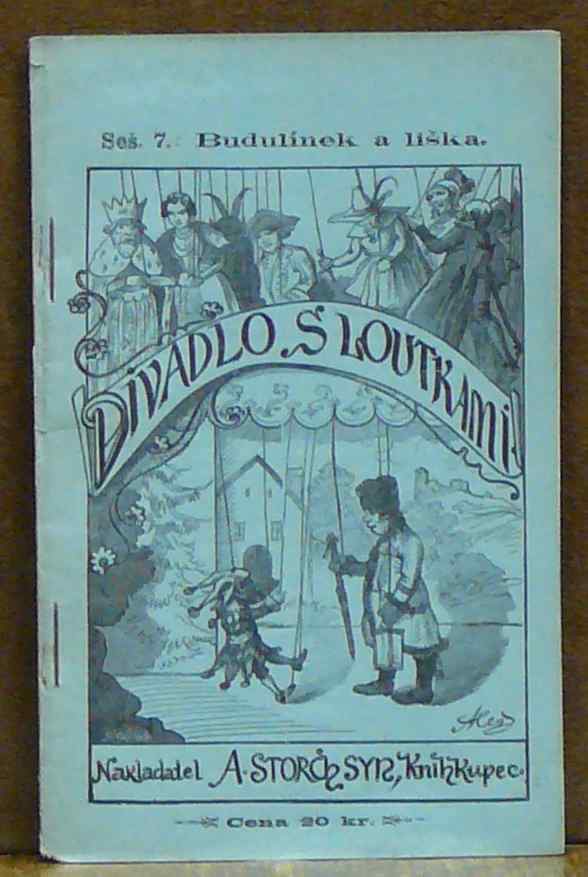 Seš. 7. Budulínek a liška.
DIVADLO S LOUTKAMI
Nakladatel A. STORCH SYN, Knihkupec.
Cena 20 kr.